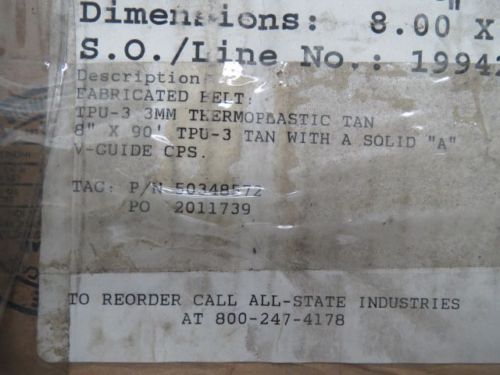 Dimensions: 8.00 X
S.O./Line No.: 1994
Description:
FABRICATED BELT:
TPU-3 3MM THERMOPLASTIC TAN
8" X 90' TPU-3 TAN WITH A SOLID "A"
V-GUIDE CPS.
TAG: P/N 50348572
PO 2011739
TO REORDER CALL ALL-STATE INDUSTRIES
AT 800-247-4178